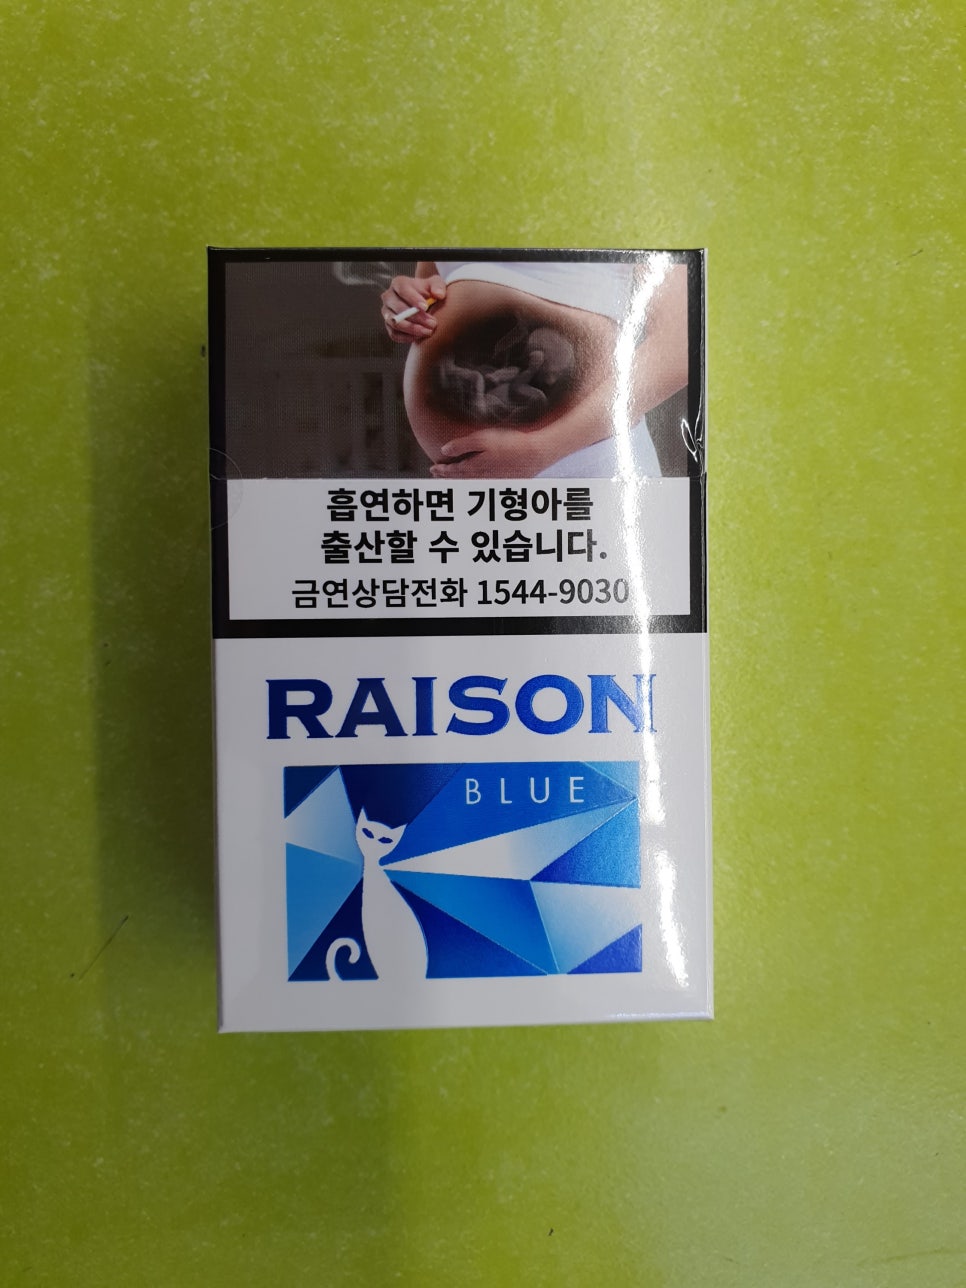 흡연하면 기형아를
출산할 수 있습니다.
금연상담전화 1544-9030
RAISON
BLUE